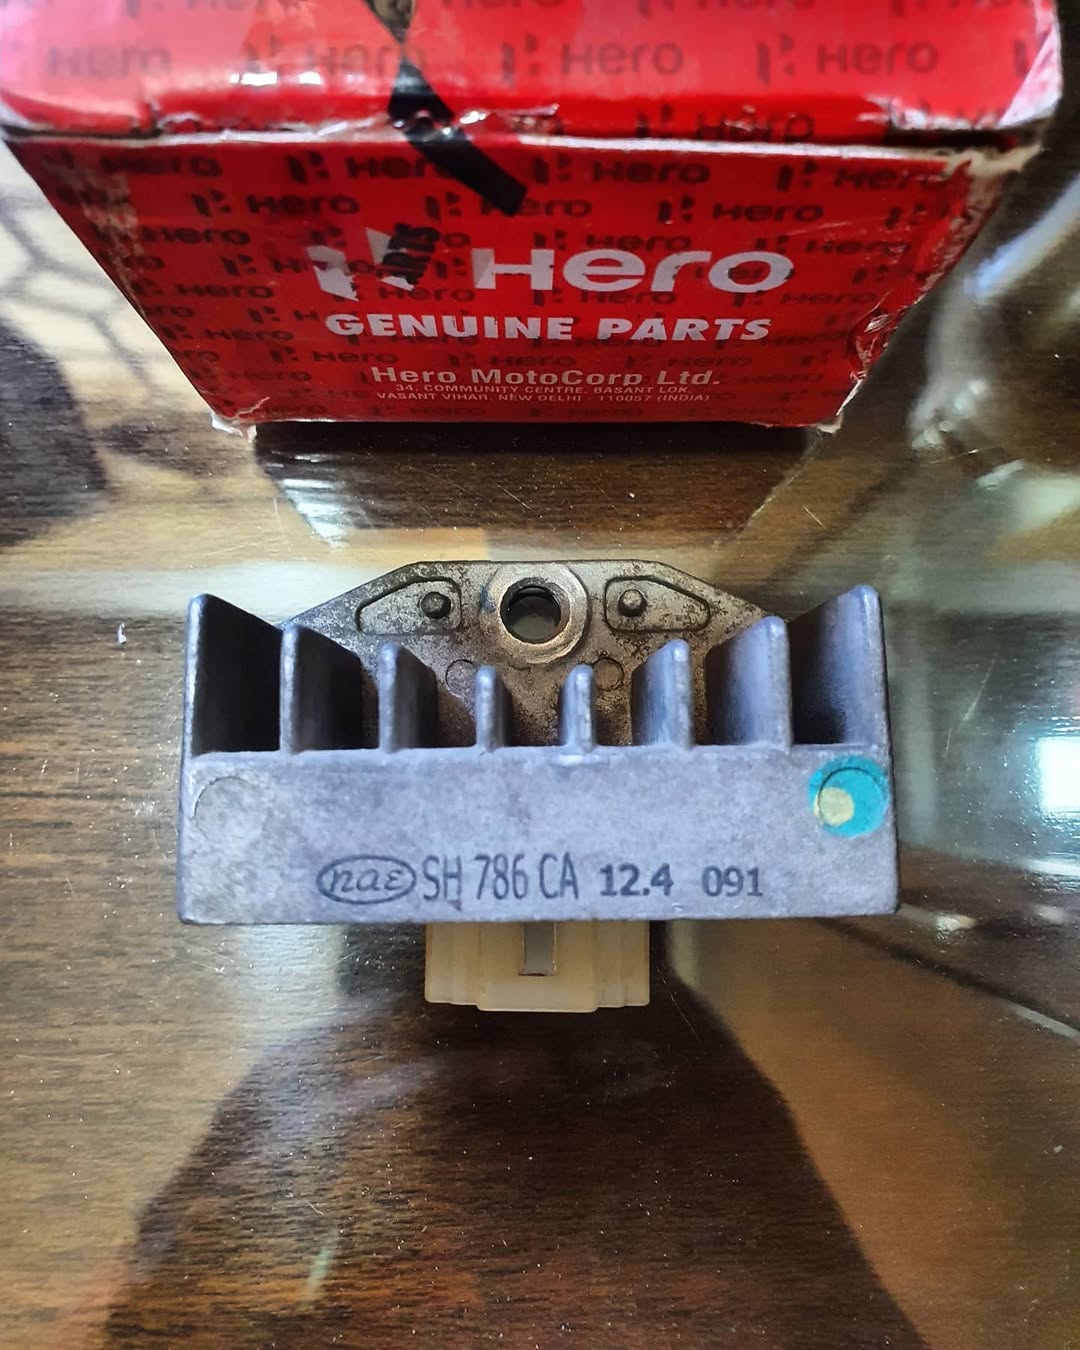 Hero
GENUINE PARTS
Hero MotoCorp Ltd.
34, COMMUNITY CENTRE, BASANT LOK,
VASANT VIHAR, NEW DELHI - 110057 (INDIA)
nae SH 786 CA 12.4 091